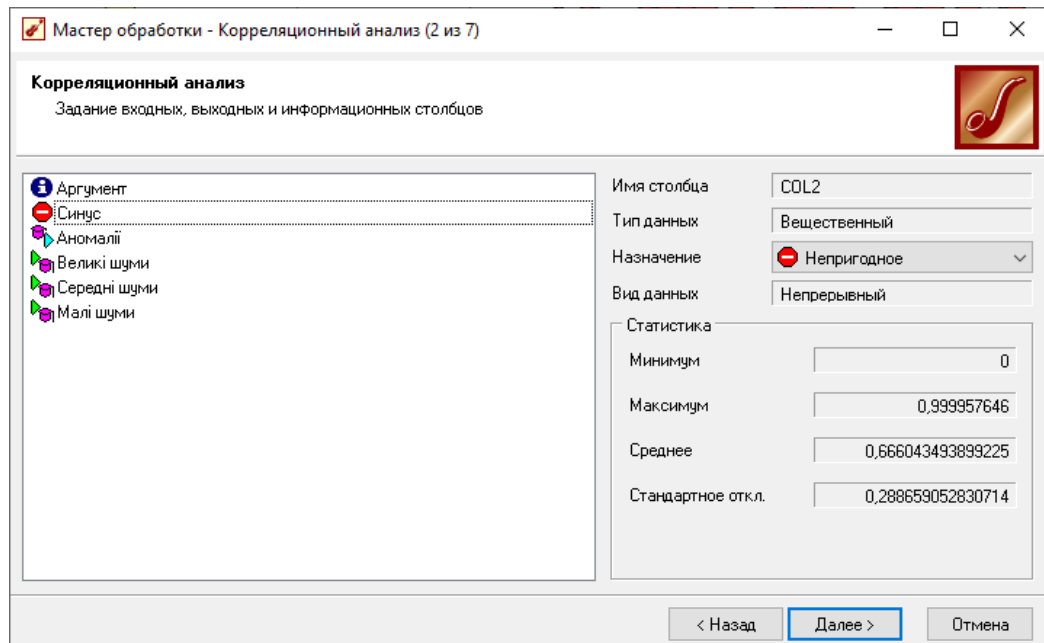 Мастер обработки - Корреляционный анализ (2 из 7)
Корреляционный анализ
Задание входных, выходных и информационных столбцов
Аргумент
Синус
Аномалії
Великі шуми
Середні шуми
Малі шуми
Имя столбца COL2
Тип данных Вещественный
Назначение Непригодное
Вид данных Непрерывный
Статистика
Минимум 0
Максимум 0,999957646
Среднее 0,666043493899225
Стандартное откл. 0,288659052830714
< Назад Далее > Отмена